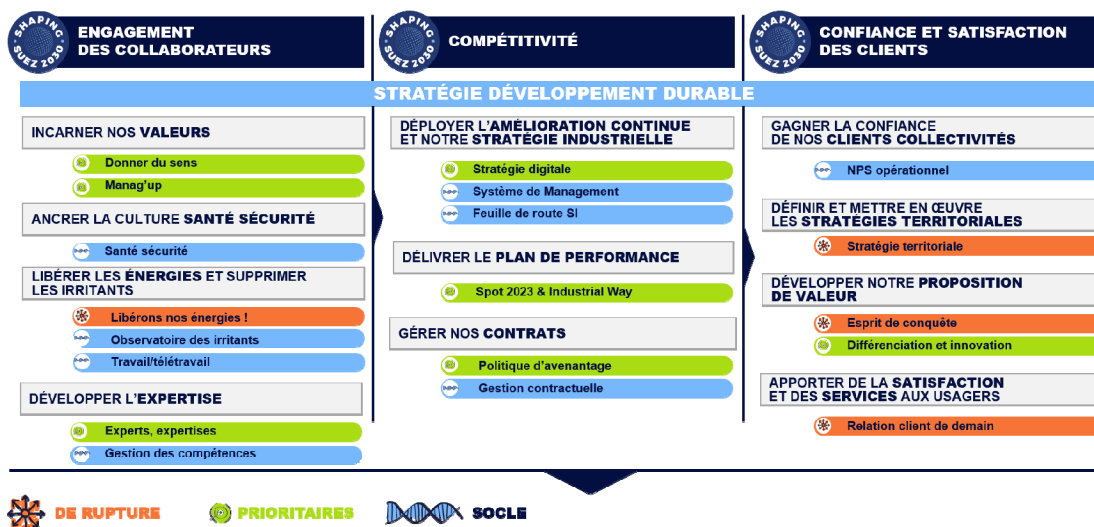 SHAPING SUEZ 2030
ENGAGEMENT
DES COLLABORATEURS
SHAPING SUEZ 2030
COMPÉTITIVITÉ
SHAPING SUEZ 2030
CONFIANCE ET SATISFACTION
DES CLIENTS
STRATÉGIE DÉVELOPPEMENT DURABLE
INCARNER NOS VALEURS
Donner du sens
Manag'up
ANCRER LA CULTURE SANTÉ SÉCURITÉ
Santé sécurité
LIBÉRER LES ÉNERGIES ET SUPPRIMER
LES IRRITANTS
Libérons nos énergies !
Observatoire des irritants
Travail/télétravail
DÉVELOPPER L'EXPERTISE
Experts, expertises
Gestion des compétences
DÉPLOYER L'AMÉLIORATION CONTINUE
ET NOTRE STRATÉGIE INDUSTRIELLE
Stratégie digitale
Système de Management
Feuille de route SI
DÉLIVRER LE PLAN DE PERFORMANCE
Spot 2023 & Industrial Way
GÉRER NOS CONTRATS
Politique d'avenantage
Gestion contractuelle
GAGNER LA CONFIANCE
DE NOS CLIENTS COLLECTIVITÉS
NPS opérationnel
DÉFINIR ET METTRE EN ŒUVRE
LES STRATÉGIES TERRITORIALES
Stratégie territoriale
DÉVELOPPER NOTRE PROPOSITION
DE VALEUR
Esprit de conquête
Différenciation et innovation
APPORTER DE LA SATISFACTION
ET DES SERVICES AUX USAGERS
Relation client de demain
DE RUPTURE
PRIORITAIRES
SOCLE